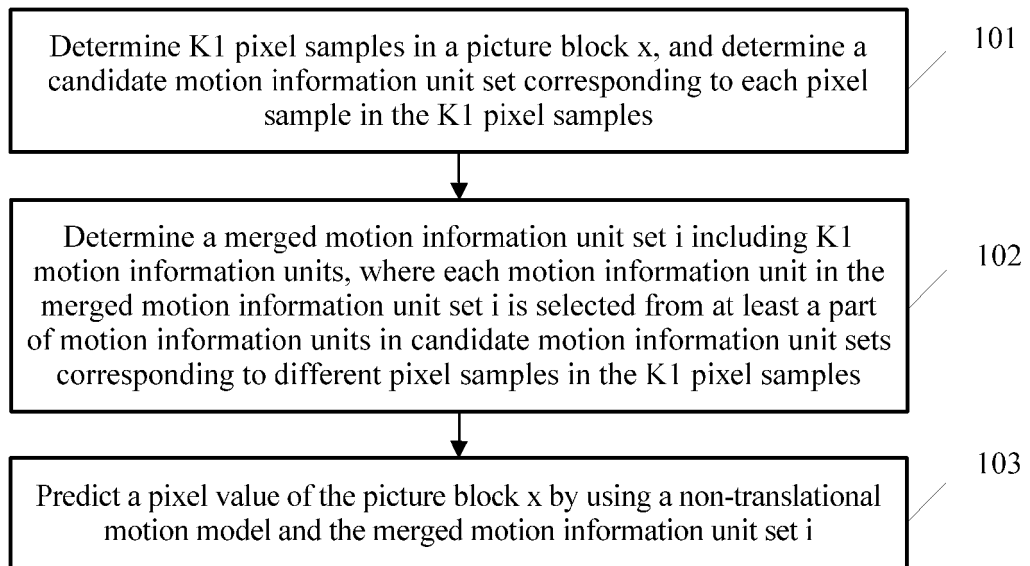 Determine K1 pixel samples in a picture block x, and determine a
candidate motion information unit set corresponding to each pixel
sample in the K1 pixel samples
101
Determine a merged motion information unit set i including K1
motion information units, where each motion information unit in the
merged motion information unit set i is selected from at least a part
of motion information units in candidate motion information unit sets
corresponding to different pixel samples in the K1 pixel samples
102
Predict a pixel value of the picture block x by using a non-translational
motion model and the merged motion information unit set i
103